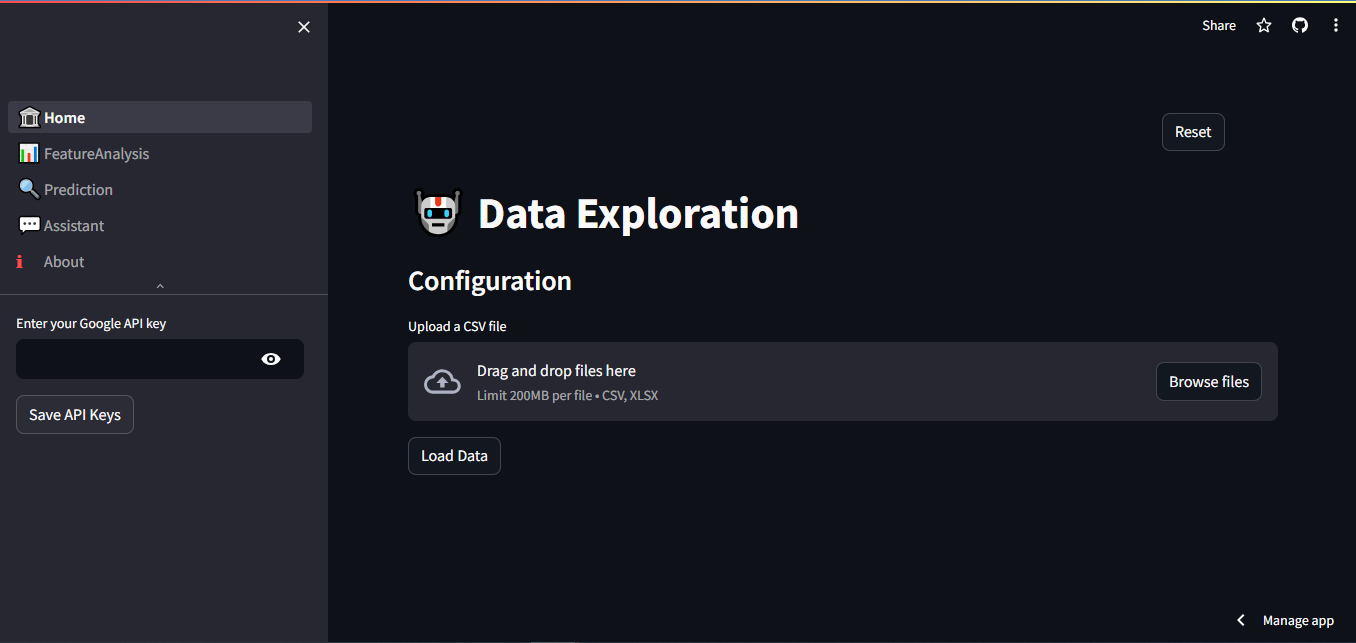 Share
Home
FeatureAnalysis
Prediction
Assistant
About
Enter your Google API key
Save API Keys
Reset
Data Exploration
Configuration
Upload a CSV file
Drag and drop files here
Limit 200MB per file • CSV, XLSX
Browse files
Load Data
Manage app